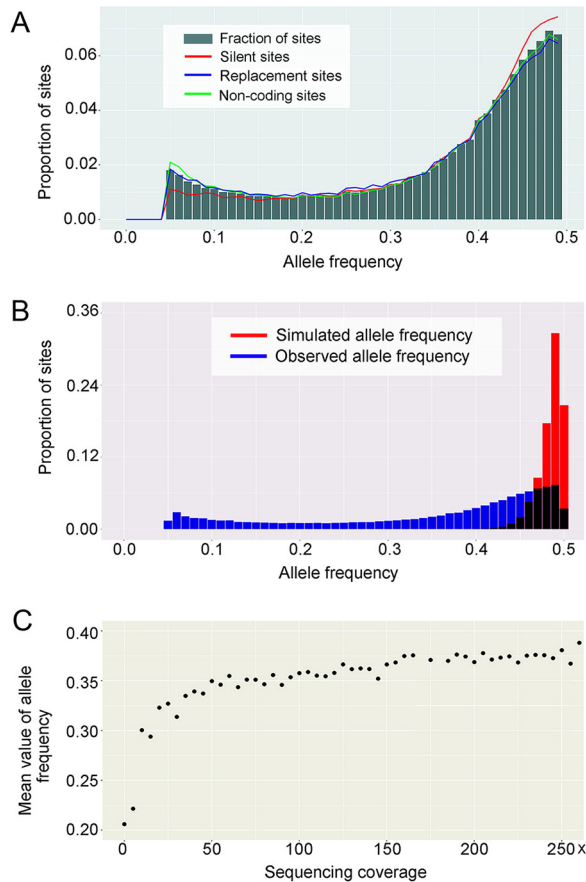 A
Proportion of sites
0.06
0.04
0.02
0.00
Fraction of sites
Silent sites
Replacement sites
Non-coding sites
0.0 0.1 0.2 0.3 0.4 0.5
Allele frequency
B
Proportion of sites
0.36
0.24
0.12
0.00
Simulated allele frequency
Observed allele frequency
0.0 0.1 0.2 0.3 0.4 0.5
Allele frequency
C
Mean value of allele
frequency
0.40
0.35
0.30
0.25
0.20
0 50 100 150 200 250 x
Sequencing coverage